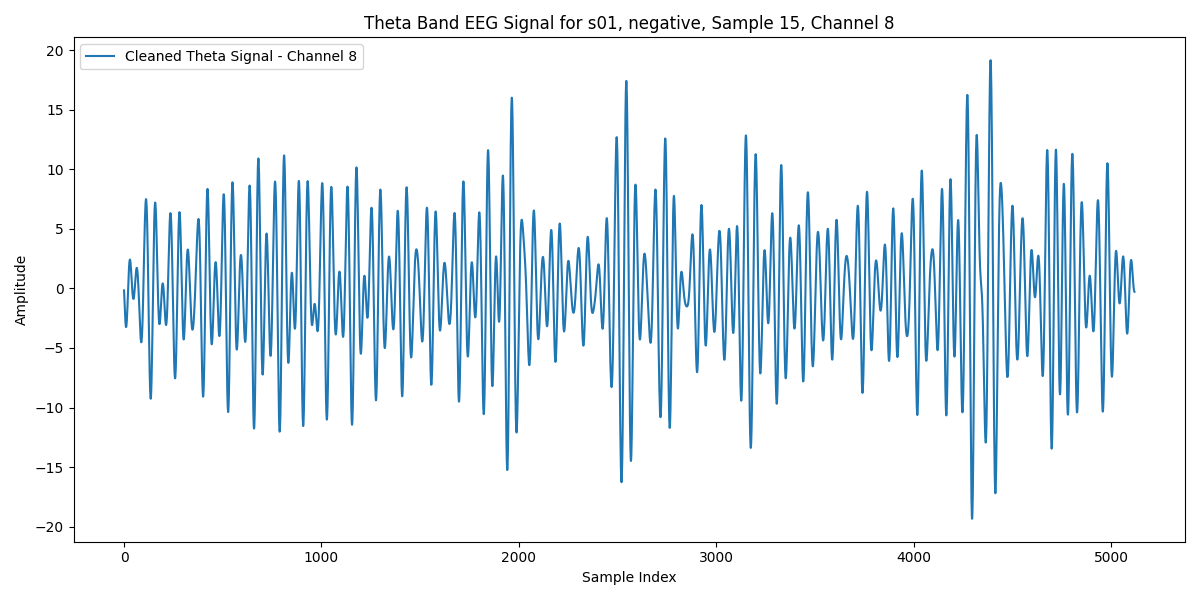 Theta Band EEG Signal for s01, negative, Sample 15, Channel 8
Cleaned Theta Signal - Channel 8
Amplitude
20
15
10
5
0
−5
−10
−15
−20
0 1000 2000 3000 4000 5000
Sample Index